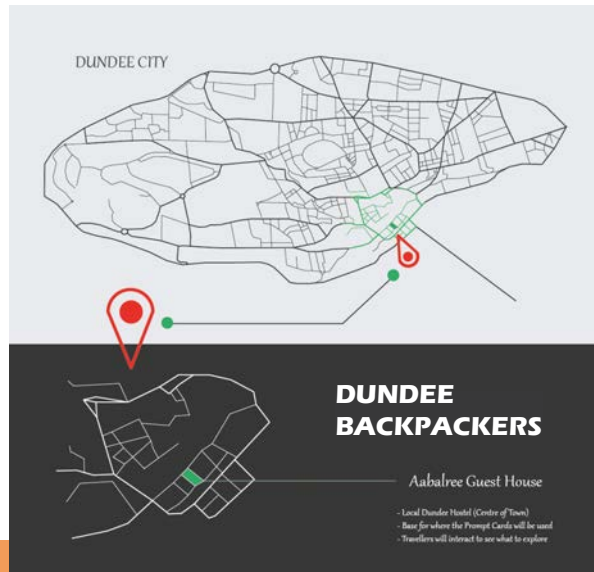 DUNDEE CITY
DUNDEE
BACKPACKERS
Aabalree Guest House
- Local Dundee Hostel (Centre of Town)
- Base for where the Prompt Cards will be used
- Travellers will interact to see what to explore